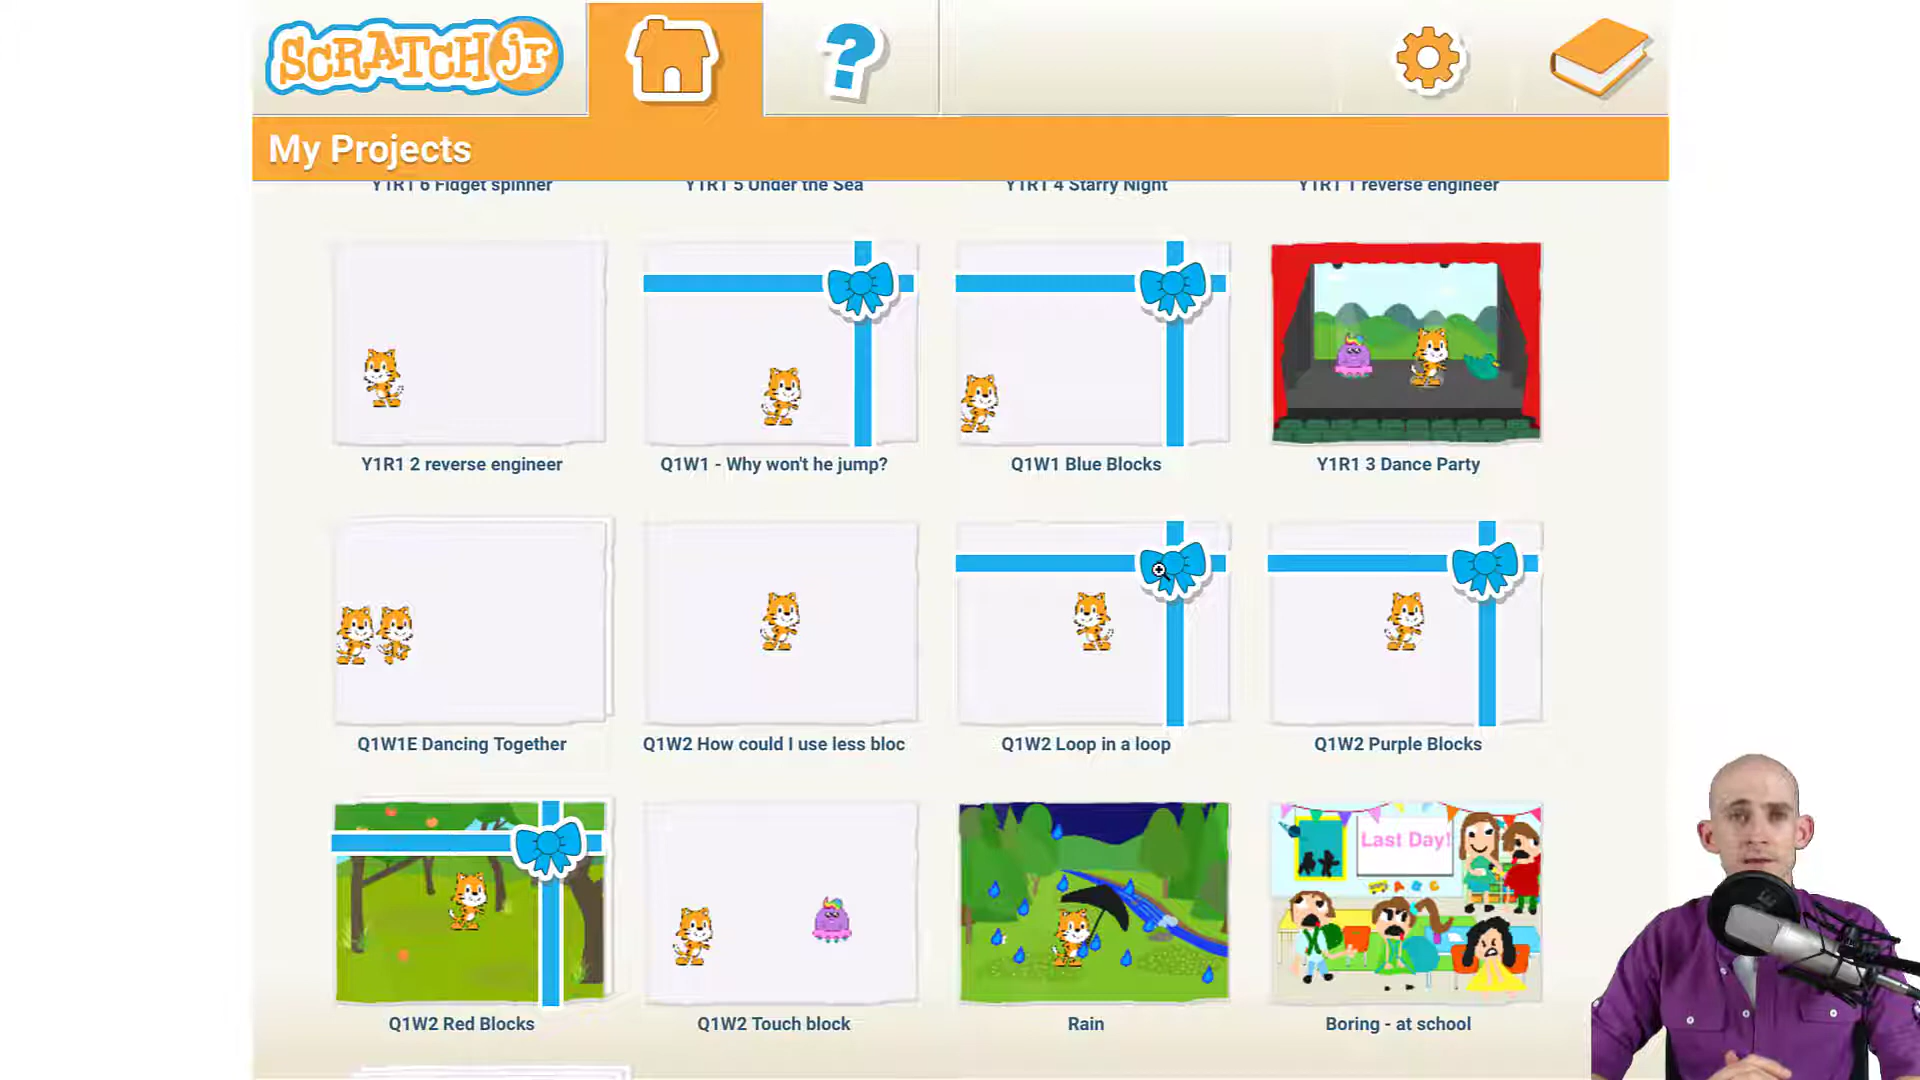 SCRATCH jr
?
My Projects
Y1R1 6 Fidget spinner
Y1R1 5 Under the Sea
Y1R1 4 Starry Night
Y1R1 1 reverse engineer
Y1R1 2 reverse engineer
Q1W1 - Why won't he jump?
Q1W1 Blue Blocks
Y1R1 3 Dance Party
Q1W1E Dancing Together
Q1W2 How could I use less bloc
Q1W2 Loop in a loop
Q1W2 Purple Blocks
Last Day!
A B C
Q1W2 Red Blocks
Q1W2 Touch block
Rain
Boring - at school